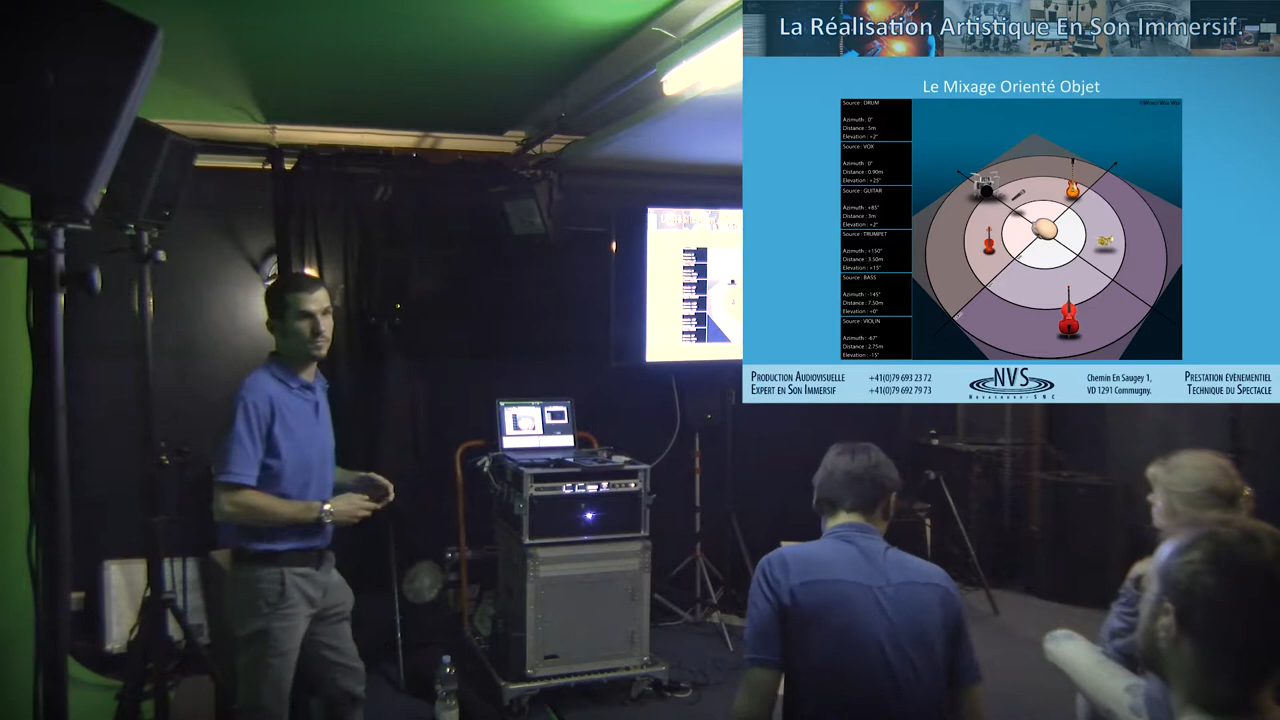 La Réalisation Artistique En Son Immersif.
Le Mixage Orienté Objet
Source : DRUM
Azimuth : 0°
Distance : 5m
Elevation : +2°
Source : VOX
Azimuth : 0°
Distance : 0.90m
Elevation : +25°
Source : GUITAR
Azimuth : +85°
Distance : 3m
Elevation : +2°
Source : TRUMPET
Azimuth : +150°
Distance : 3.50m
Elevation : +15°
Source : BASS
Azimuth : -145°
Distance : 7.50m
Elevation : +0°
Source : VIOLIN
Azimuth : -67°
Distance : 2.75m
Elevation : -15°
Production Audiovisuelle
Expert en Son Immersif
+41(0)79 693 23 72
+41(0)79 692 79 73
NVS
Chemin En Saugey 1,
VD 1291 Commugny.
Prestation évènementiel
Technique du Spectacle